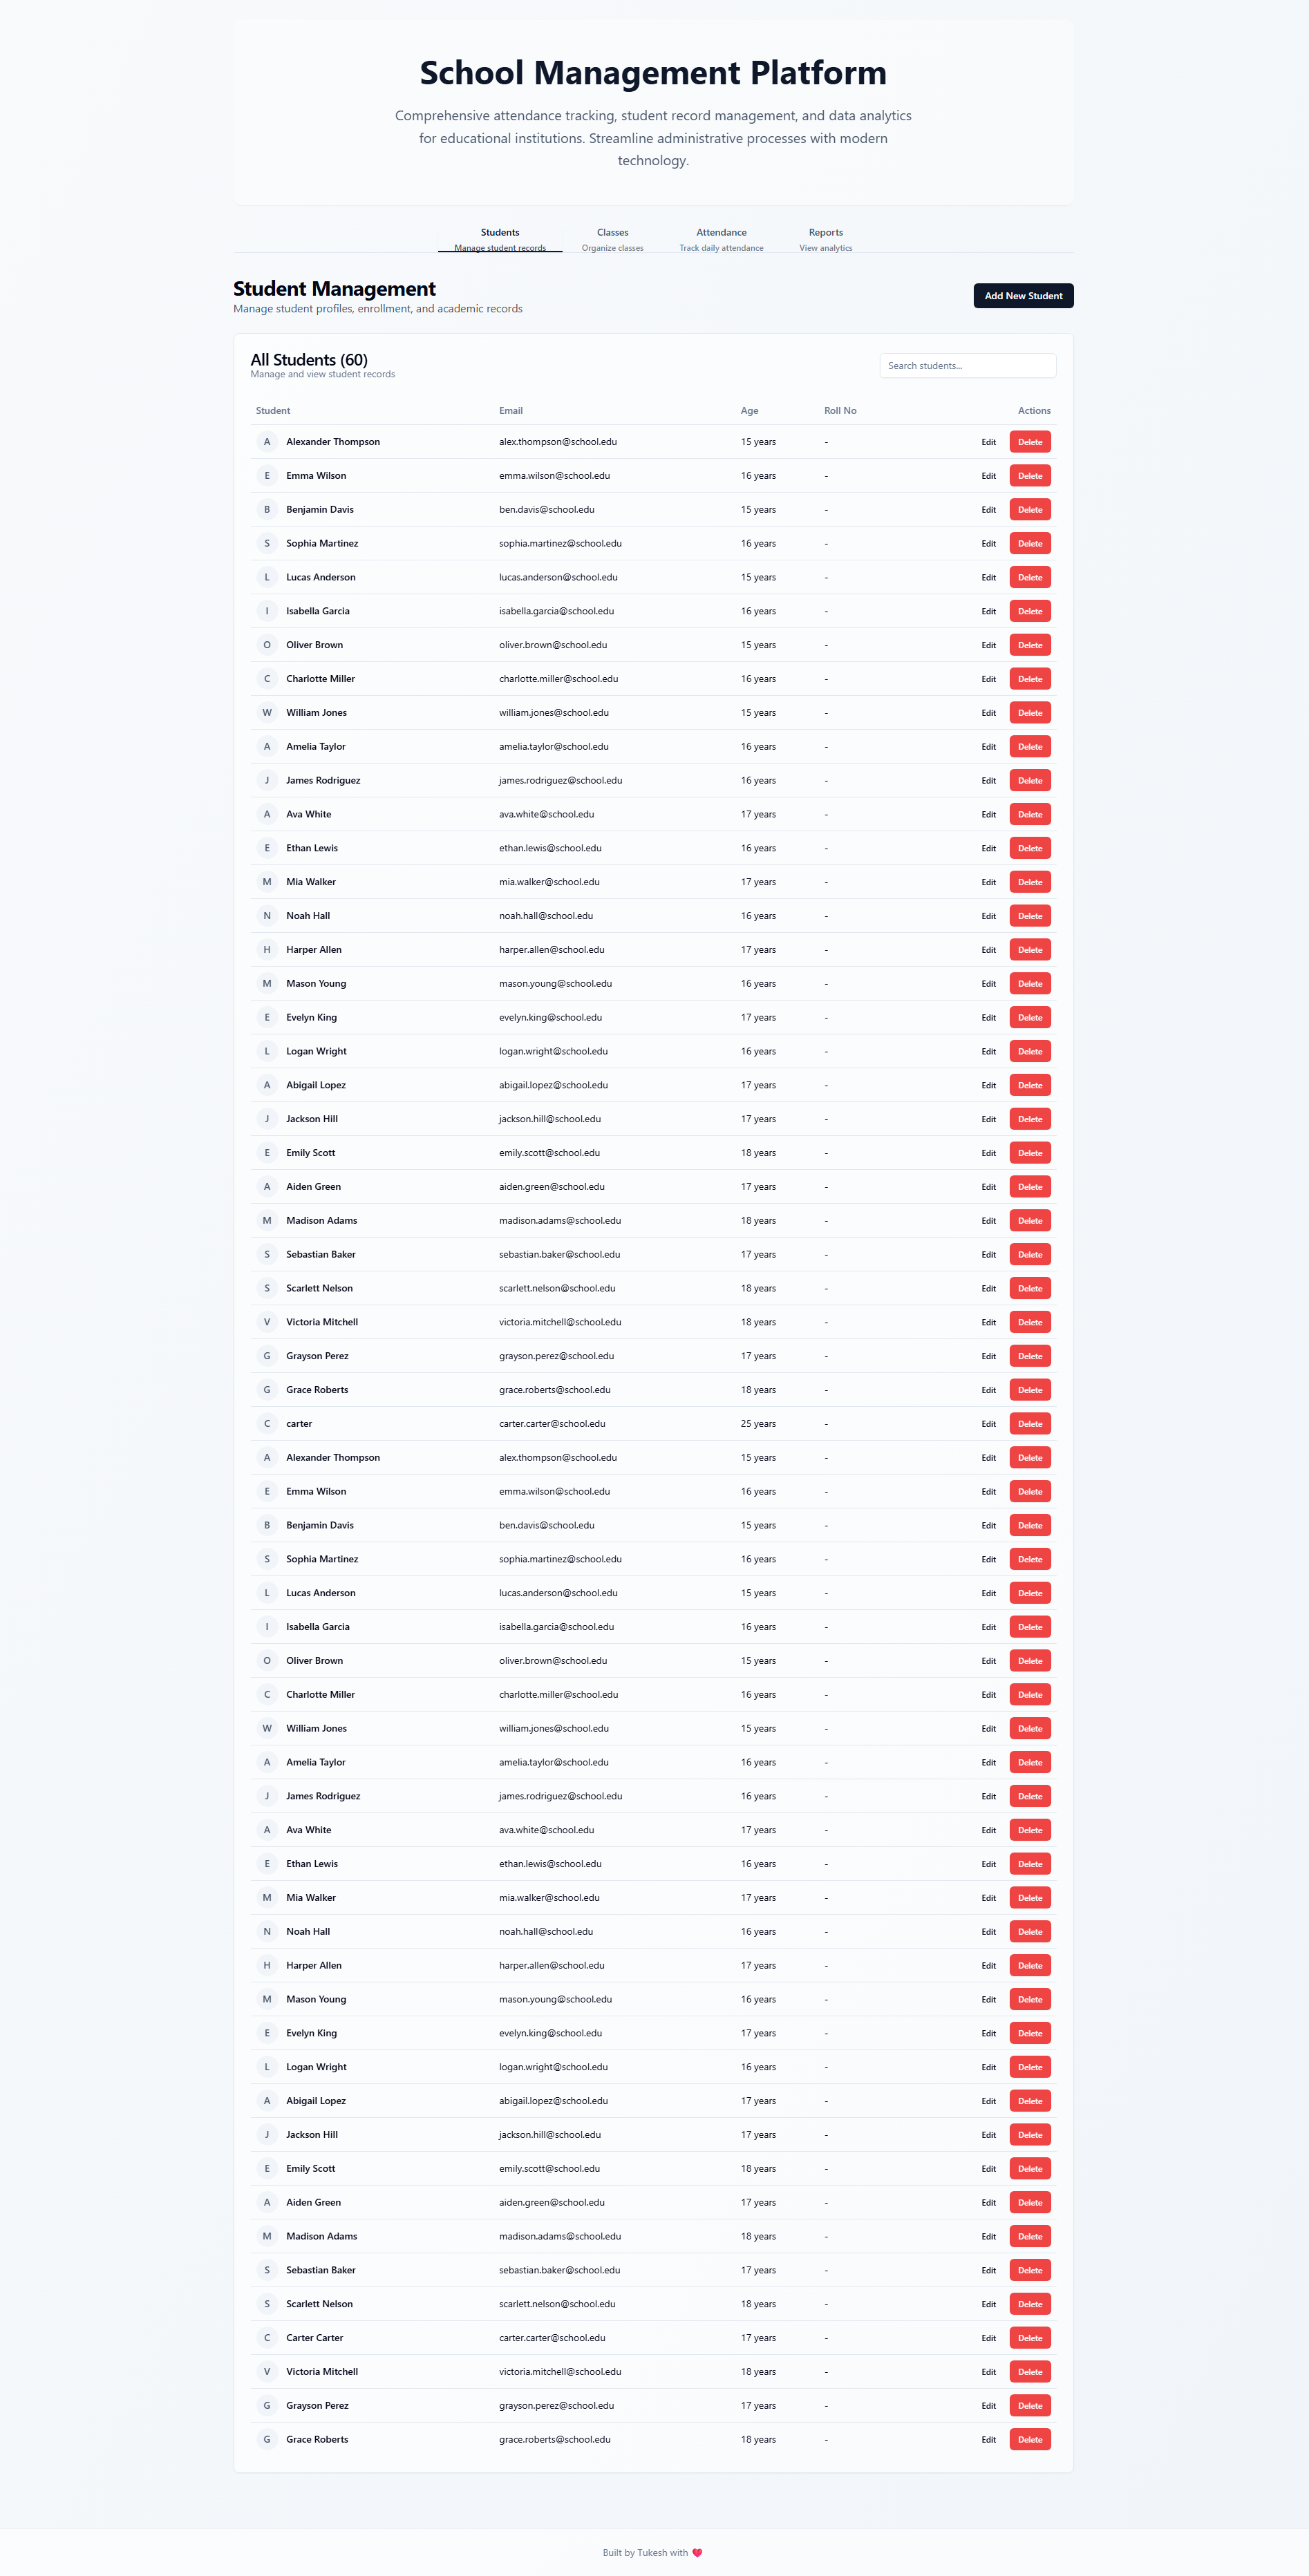 School Management Platform
Comprehensive attendance tracking, student record management, and data analytics
for educational institutions. Streamline administrative processes with modern
technology.
Students Classes Attendance Reports
Manage student records Organize classes Track daily attendance View analytics
Student Management
Manage student profiles, enrollment, and academic records
Add New Student
All Students (60)
Manage and view student records
Search students...
Student Email Age Roll No Actions
A Alexander Thompson alex.thompson@school.edu 15 years - Edit Delete
E Emma Wilson emma.wilson@school.edu 16 years - Edit Delete
B Benjamin Davis ben.davis@school.edu 15 years - Edit Delete
S Sophia Martinez sophia.martinez@school.edu 16 years - Edit Delete
L Lucas Anderson lucas.anderson@school.edu 15 years - Edit Delete
I Isabella Garcia isabella.garcia@school.edu 16 years - Edit Delete
O Oliver Brown oliver.brown@school.edu 15 years - Edit Delete
C Charlotte Miller charlotte.miller@school.edu 16 years - Edit Delete
W William Jones william.jones@school.edu 15 years - Edit Delete
A Amelia Taylor amelia.taylor@school.edu 16 years - Edit Delete
J James Rodriguez james.rodriguez@school.edu 16 years - Edit Delete
A Ava White ava.white@school.edu 17 years - Edit Delete
E Ethan Lewis ethan.lewis@school.edu 16 years - Edit Delete
M Mia Walker mia.walker@school.edu 17 years - Edit Delete
N Noah Hall noah.hall@school.edu 16 years - Edit Delete
H Harper Allen harper.allen@school.edu 17 years - Edit Delete
M Mason Young mason.young@school.edu 16 years - Edit Delete
E Evelyn King evelyn.king@school.edu 17 years - Edit Delete
L Logan Wright logan.wright@school.edu 16 years - Edit Delete
A Abigail Lopez abigail.lopez@school.edu 17 years - Edit Delete
J Jackson Hill jackson.hill@school.edu 17 years - Edit Delete
E Emily Scott emily.scott@school.edu 18 years - Edit Delete
A Aiden Green aiden.green@school.edu 17 years - Edit Delete
M Madison Adams madison.adams@school.edu 18 years - Edit Delete
S Sebastian Baker sebastian.baker@school.edu 17 years - Edit Delete
S Scarlett Nelson scarlett.nelson@school.edu 18 years - Edit Delete
V Victoria Mitchell victoria.mitchell@school.edu 18 years - Edit Delete
G Grayson Perez grayson.perez@school.edu 17 years - Edit Delete
G Grace Roberts grace.roberts@school.edu 18 years - Edit Delete
C carter carter.carter@school.edu 25 years - Edit Delete
A Alexander Thompson alex.thompson@school.edu 15 years - Edit Delete
E Emma Wilson emma.wilson@school.edu 16 years - Edit Delete
B Benjamin Davis ben.davis@school.edu 15 years - Edit Delete
S Sophia Martinez sophia.martinez@school.edu 16 years - Edit Delete
L Lucas Anderson lucas.anderson@school.edu 15 years - Edit Delete
I Isabella Garcia isabella.garcia@school.edu 16 years - Edit Delete
O Oliver Brown oliver.brown@school.edu 15 years - Edit Delete
C Charlotte Miller charlotte.miller@school.edu 16 years - Edit Delete
W William Jones william.jones@school.edu 15 years - Edit Delete
A Amelia Taylor amelia.taylor@school.edu 16 years - Edit Delete
J James Rodriguez james.rodriguez@school.edu 16 years - Edit Delete
A Ava White ava.white@school.edu 17 years - Edit Delete
E Ethan Lewis ethan.lewis@school.edu 16 years - Edit Delete
M Mia Walker mia.walker@school.edu 17 years - Edit Delete
N Noah Hall noah.hall@school.edu 16 years - Edit Delete
H Harper Allen harper.allen@school.edu 17 years - Edit Delete
M Mason Young mason.young@school.edu 16 years - Edit Delete
E Evelyn King evelyn.king@school.edu 17 years - Edit Delete
L Logan Wright logan.wright@school.edu 16 years - Edit Delete
A Abigail Lopez abigail.lopez@school.edu 17 years - Edit Delete
J Jackson Hill jackson.hill@school.edu 17 years - Edit Delete
E Emily Scott emily.scott@school.edu 18 years - Edit Delete
A Aiden Green aiden.green@school.edu 17 years - Edit Delete
M Madison Adams madison.adams@school.edu 18 years - Edit Delete
S Sebastian Baker sebastian.baker@school.edu 17 years - Edit Delete
S Scarlett Nelson scarlett.nelson@school.edu 18 years - Edit Delete
C Carter Carter carter.carter@school.edu 17 years - Edit Delete
V Victoria Mitchell victoria.mitchell@school.edu 18 years - Edit Delete
G Grayson Perez grayson.perez@school.edu 17 years - Edit Delete
G Grace Roberts grace.roberts@school.edu 18 years - Edit Delete
Built by Tukesh with ❤️